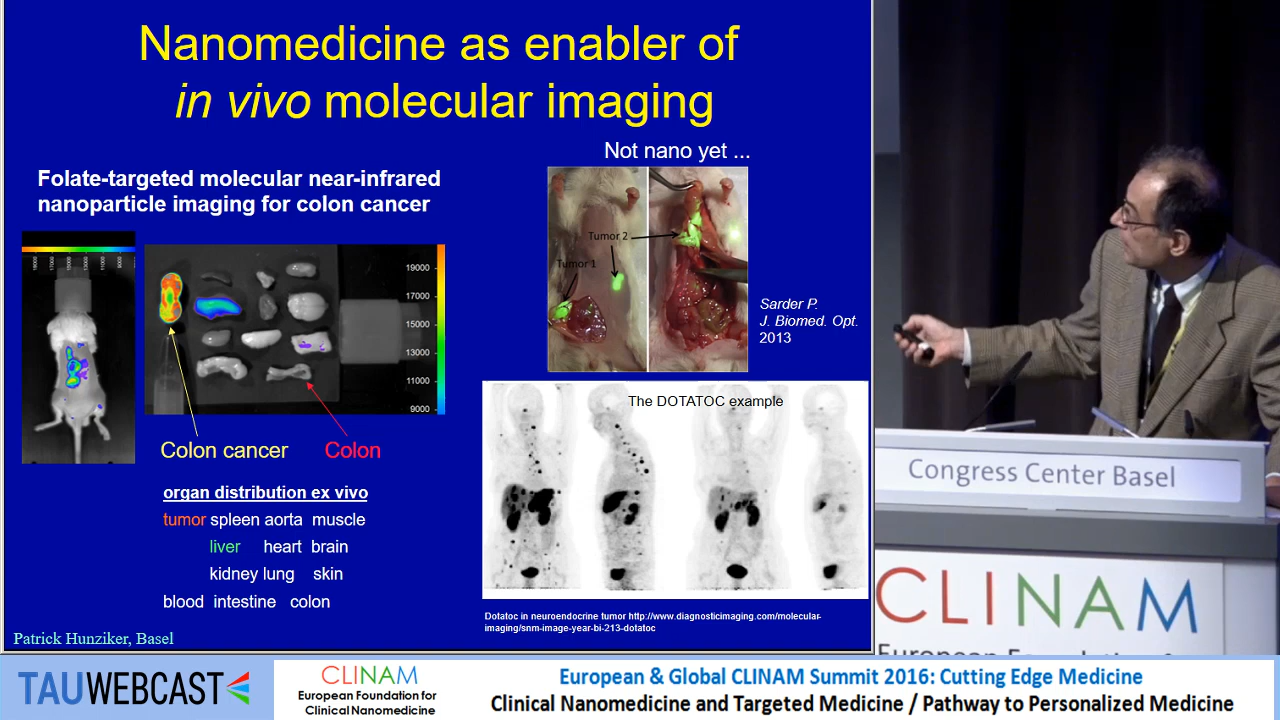 Nanomedicine as enabler of
in vivo molecular imaging
Not nano yet ...
Folate-targeted molecular near-infrared
nanoparticle imaging for colon cancer
Tumor 2
Tumor 1
Sarder P.
J. Biomed. Opt.
2013
19000
17000
15000
13000
11000
9000
Colon cancer
Colon
The DOTATOC example
organ distribution ex vivo
tumor spleen aorta muscle
liver heart brain
kidney lung skin
blood intestine colon
Dotatoc in neuroendocrine tumor http://www.diagnosticimaging.com/molecular-
imaging/snm-image-year-bi-213-dotatoc
Patrick Hunziker, Basel
Congress Center Basel
CLINAM
TAUWEBCAST
CLINAM
European Foundation for
Clinical Nanomedicine
European & Global CLINAM Summit 2016: Cutting Edge Medicine
Clinical Nanomedicine and Targeted Medicine / Pathway to Personalized Medicine